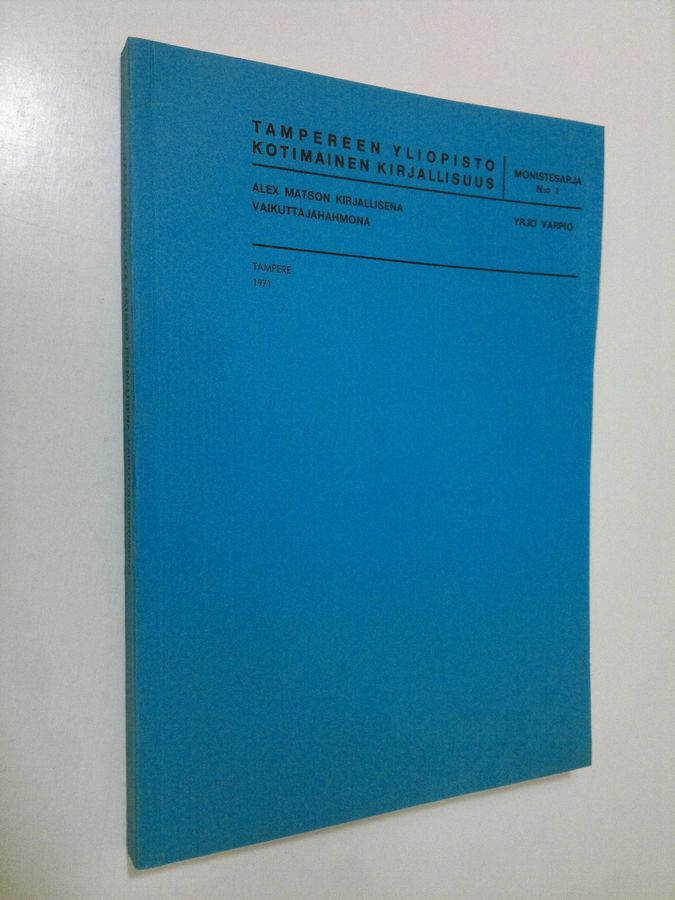 TAMPEREEN YLIOPISTO
KOTIMAINEN KIRJALLISUUS
MONISTESARJA
N:o 1
ALEX MATSON KIRJALLISENA
VAIKUTTAJAHAHMONA
YRJÖ VARPIO
TAMPERE
1971